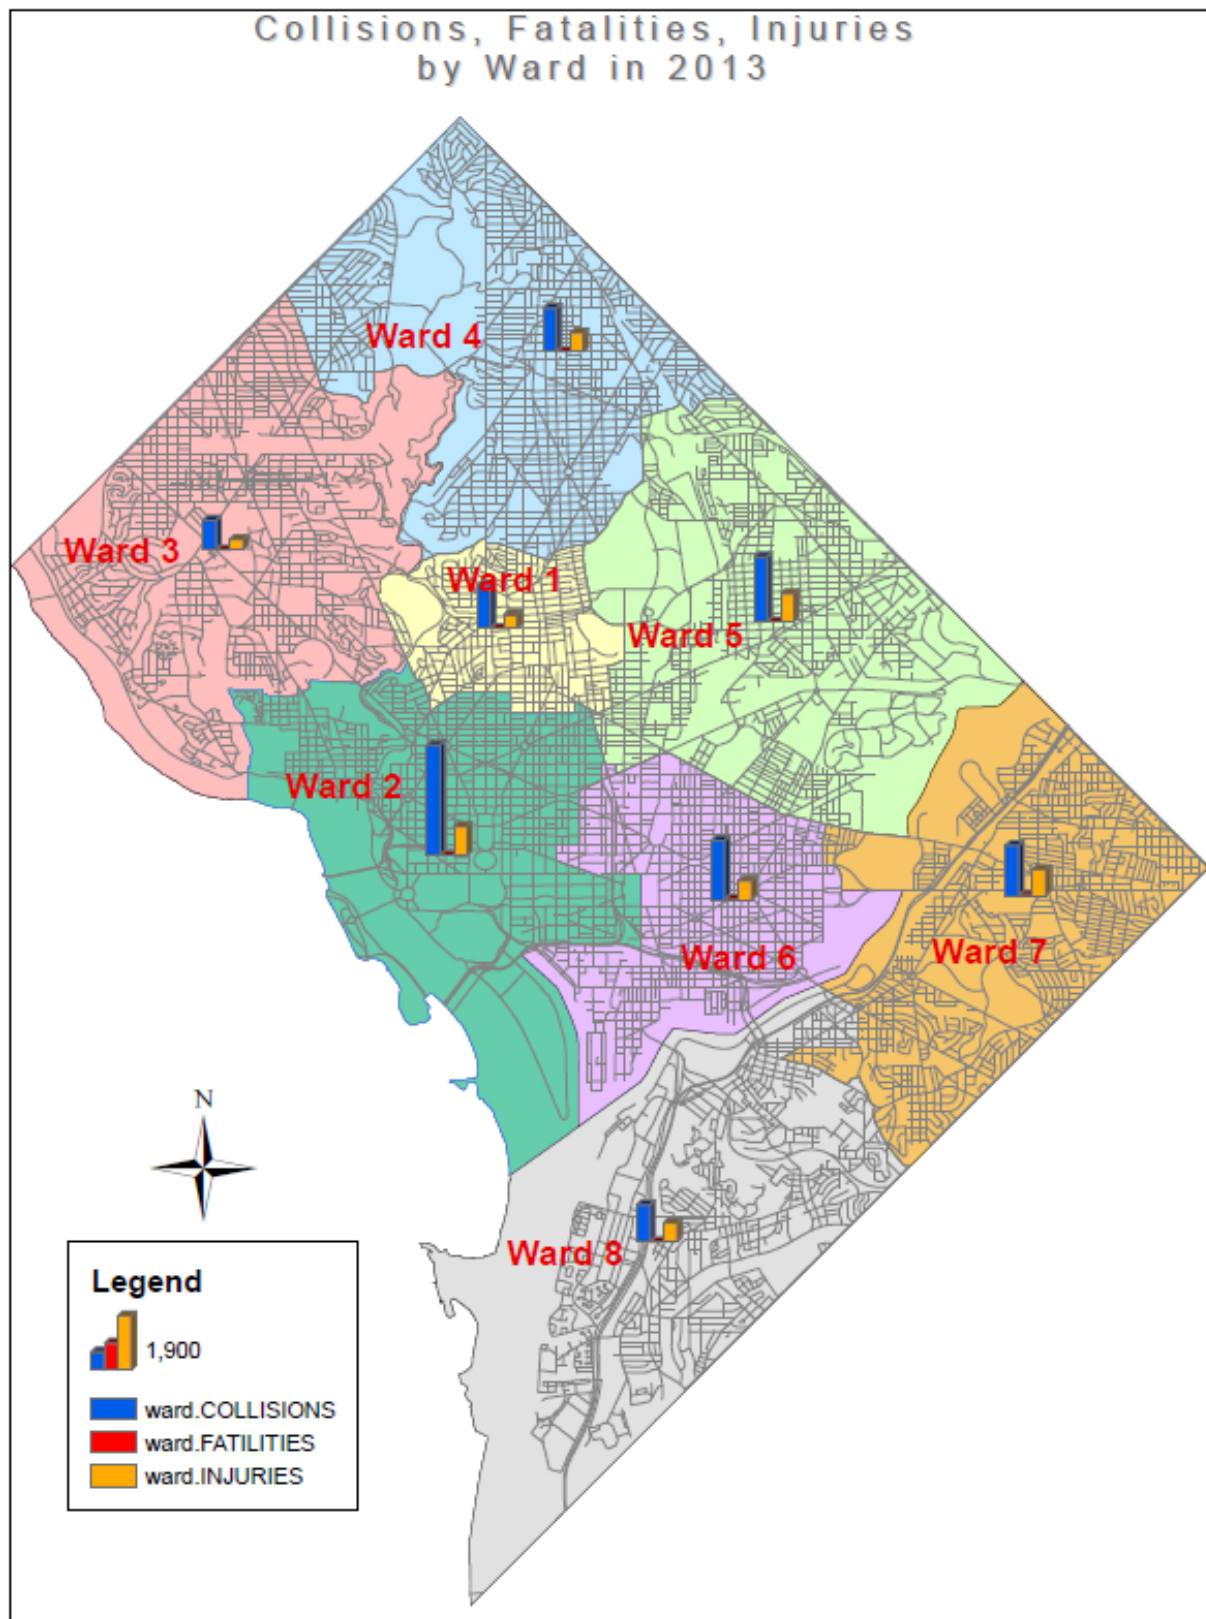 Collisions, Fatalities, Injuries
by Ward in 2013
Ward 4
Ward 3
Ward 1
Ward 5
Ward 2
Ward 6
Ward 7
N
Ward 8
Legend
1,900
ward.COLLISIONS
ward.FATILITIES
ward.INJURIES